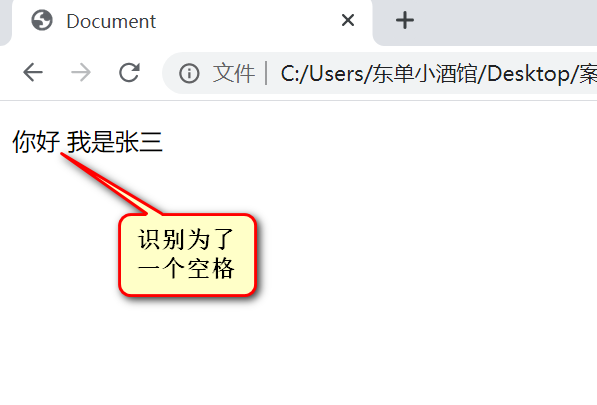 Document
文件 C:/Users/东单小酒馆/Desktop/案
你好 我是张三
识别为了
一个空格